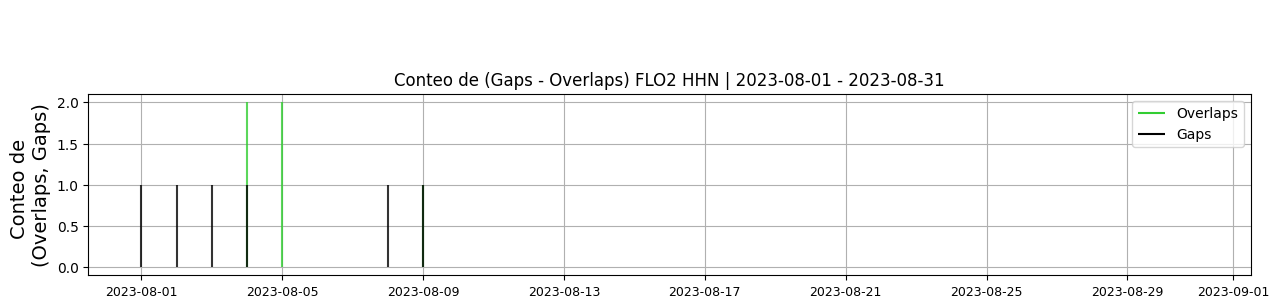 Conteo de (Gaps - Overlaps) FLO2 HHN | 2023-08-01 - 2023-08-31
Conteo de
(Overlaps, Gaps)
2.0
1.5
1.0
0.5
0.0
Overlaps
Gaps
2023-08-01 2023-08-05 2023-08-09 2023-08-13 2023-08-17 2023-08-21 2023-08-25 2023-08-29 2023-09-01